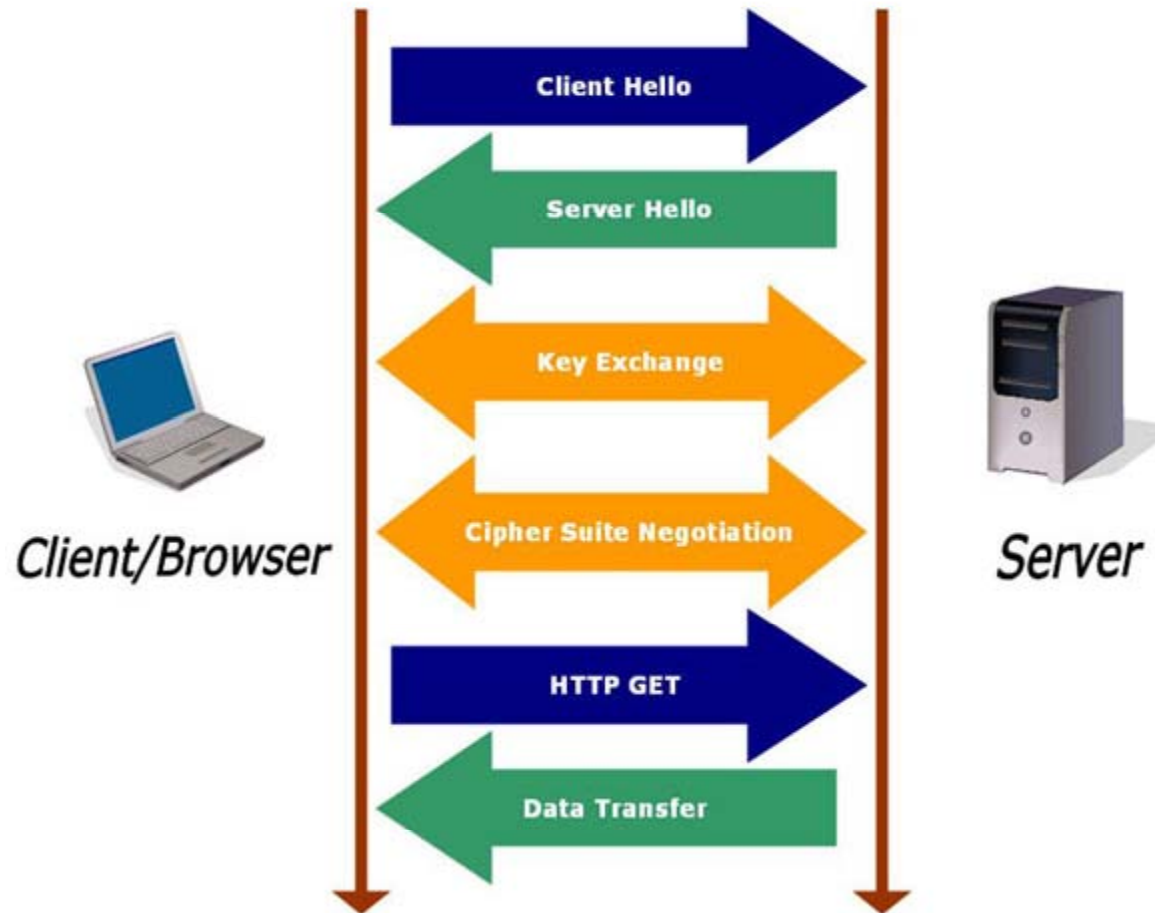 Client Hello
Server Hello
Key Exchange
Cipher Suite Negotiation
Client/Browser
Server
HTTP GET
Data Transfer